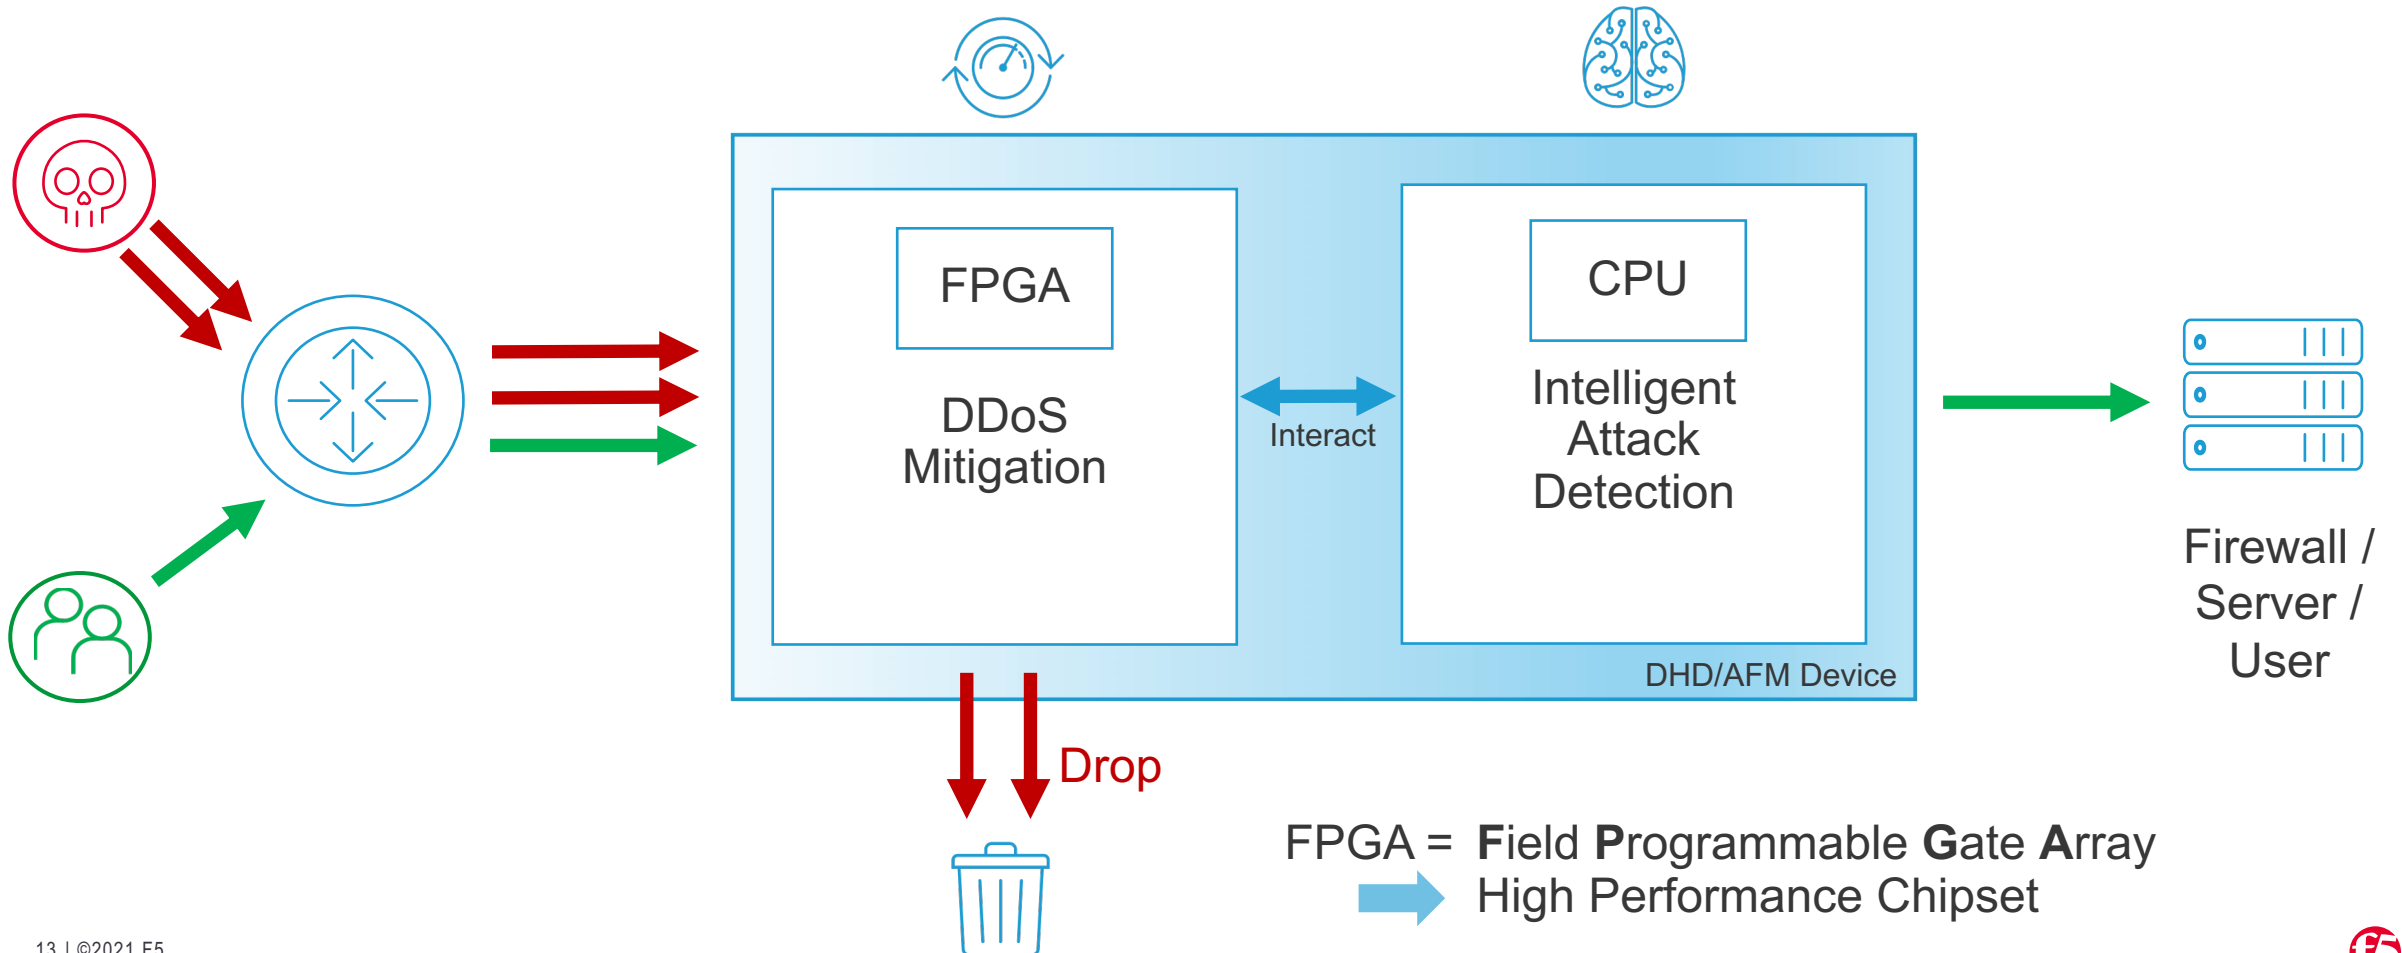 FPGA
DDoS
Mitigation
Interact
CPU
Intelligent
Attack
Detection
DHD/AFM Device
Firewall /
Server /
User
Drop
FPGA = Field Programmable Gate Array
High Performance Chipset
13 | ©2021 F5
f5